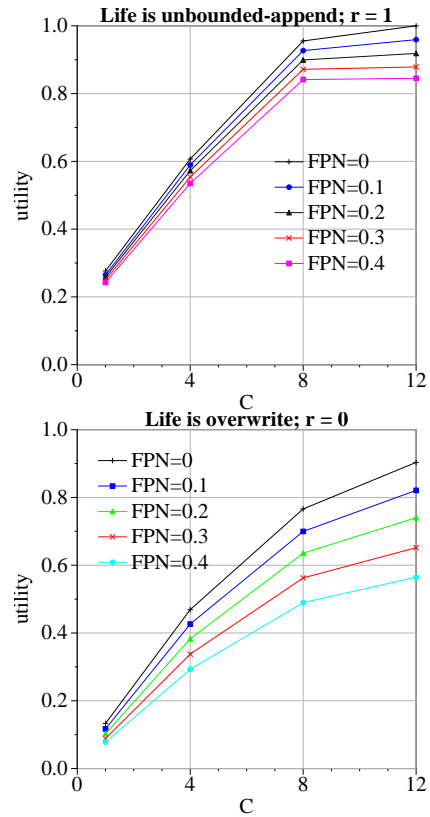 Life is unbounded-append; r = 1
1.0
0.8
0.6
0.4
0.2
0.0
utility
FPN=0
FPN=0.1
FPN=0.2
FPN=0.3
FPN=0.4
0 4 8 12
C
Life is overwrite; r = 0
1.0
0.8
0.6
0.4
0.2
0.0
utility
FPN=0
FPN=0.1
FPN=0.2
FPN=0.3
FPN=0.4
0 4 8 12
C